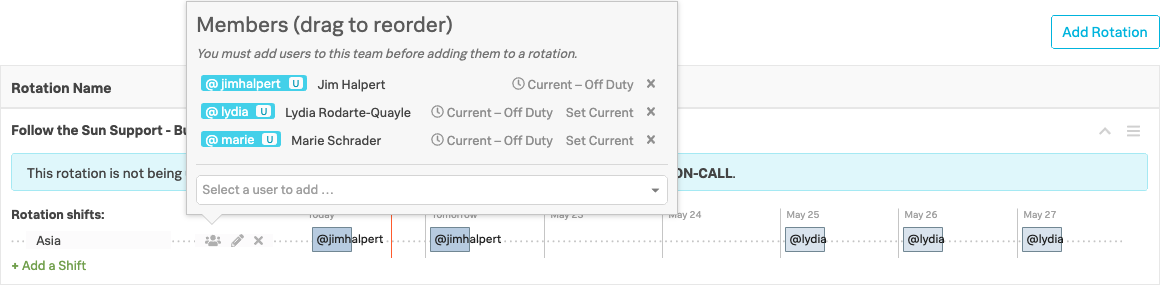 Members (drag to reorder)
You must add users to this team before adding them to a rotation.
Add Rotation
@ jimhalpert U Jim Halpert Current – Off Duty ×
Rotation Name
@ lydia U Lydia Rodarte-Quayle Current – Off Duty Set Current ×
Follow the Sun Support - Bu
@ marie U Marie Schrader Current – Off Duty Set Current ×
This rotation is not being ON-CALL.
Select a user to add ...
Rotation shifts: Today Tomorrow May 23 May 24 May 25 May 26 May 27
Asia @jimhalpert @jimhalpert @lydia @lydia @lydia
+ Add a Shift